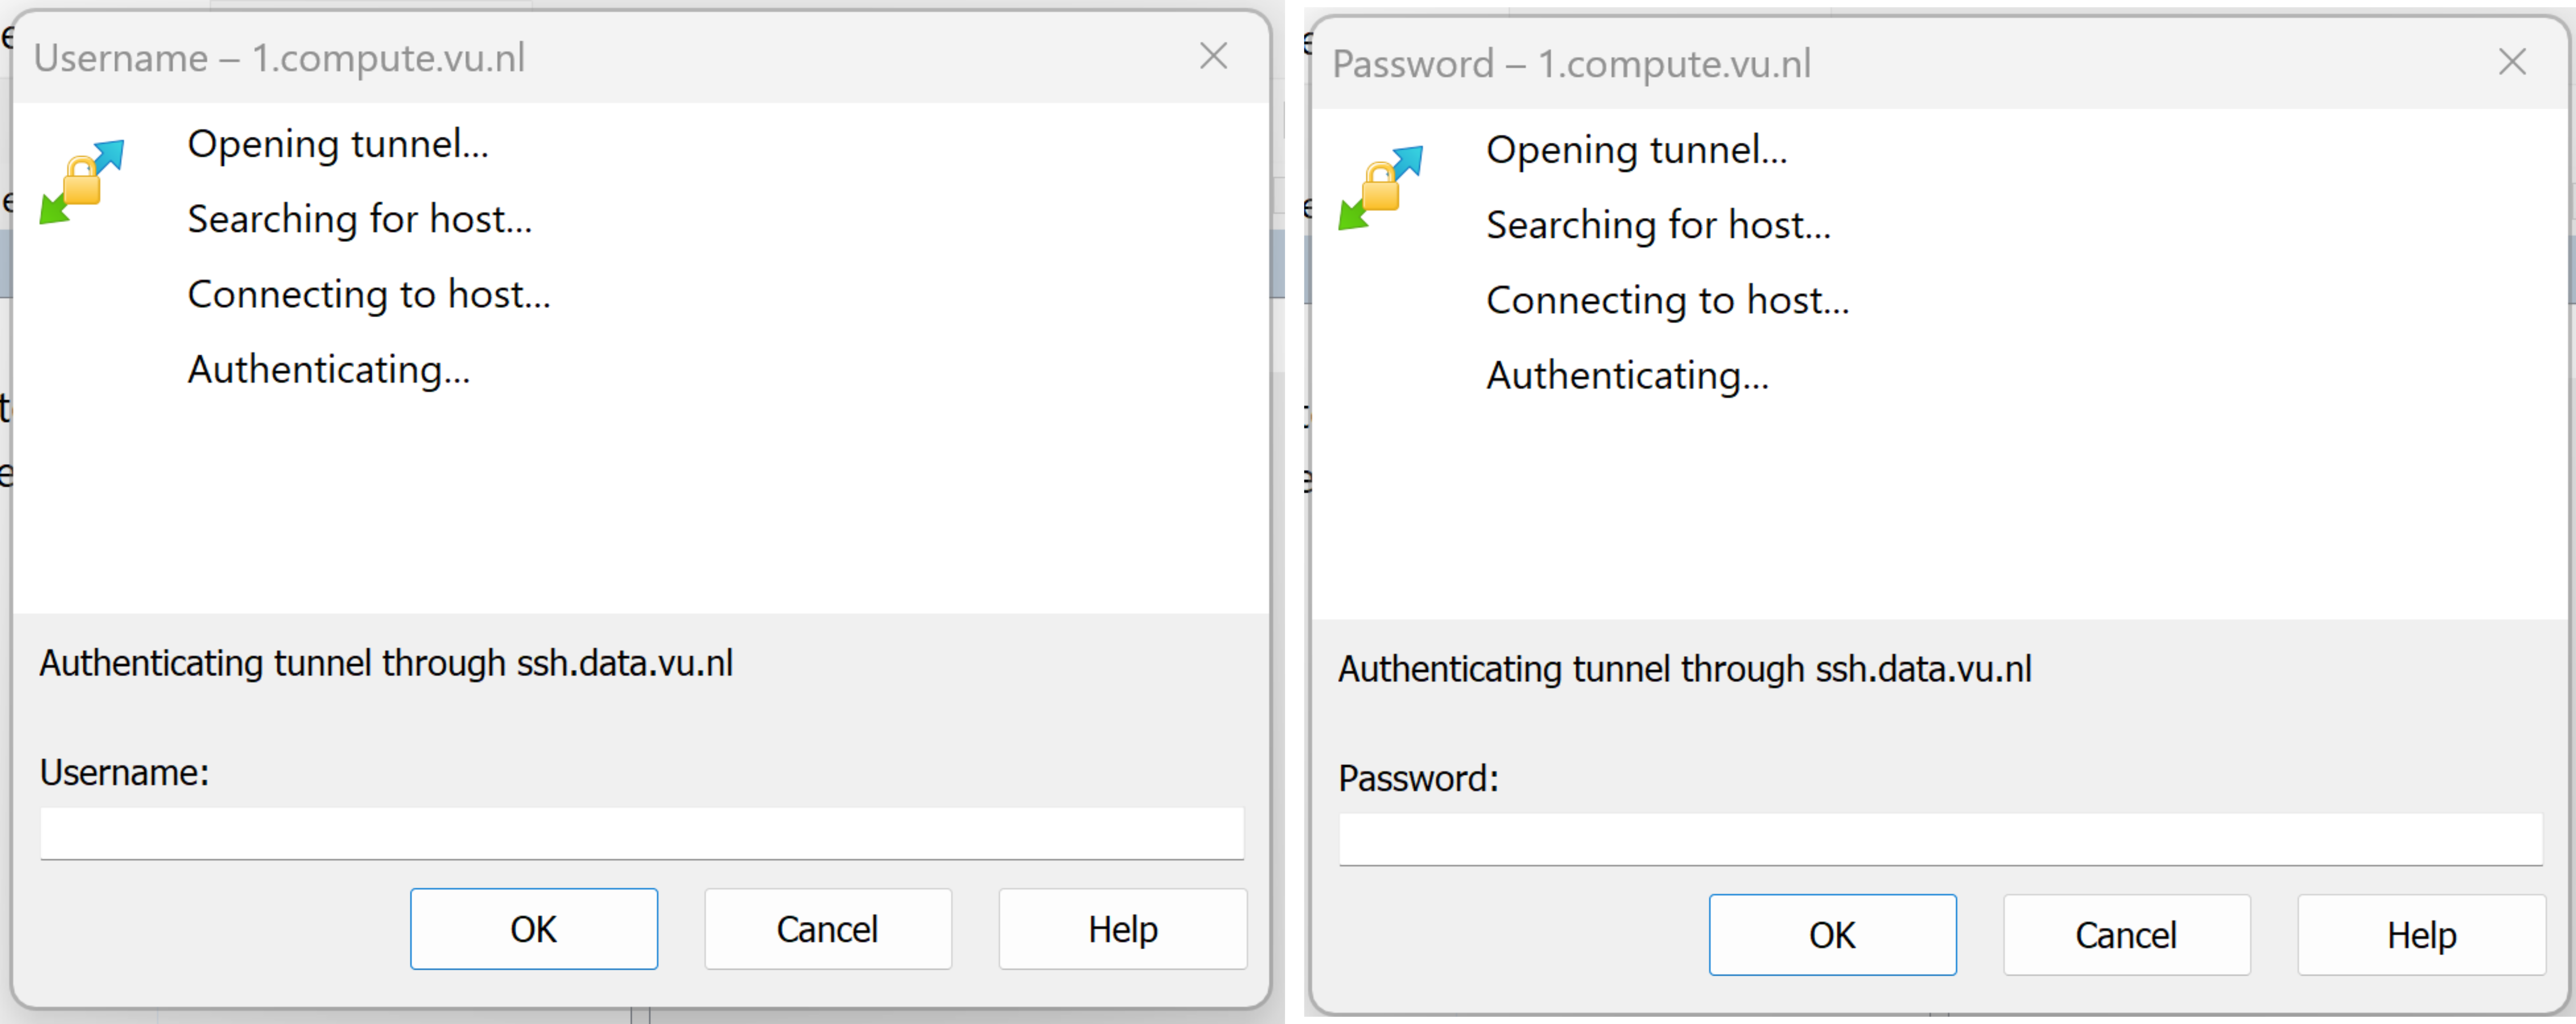 Username – 1.compute.vu.nl
Opening tunnel...
Searching for host...
Connecting to host...
Authenticating...
Authenticating tunnel through ssh.data.vu.nl
Username:
OK Cancel Help
Password – 1.compute.vu.nl
Opening tunnel...
Searching for host...
Connecting to host...
Authenticating...
Authenticating tunnel through ssh.data.vu.nl
Password:
OK Cancel Help